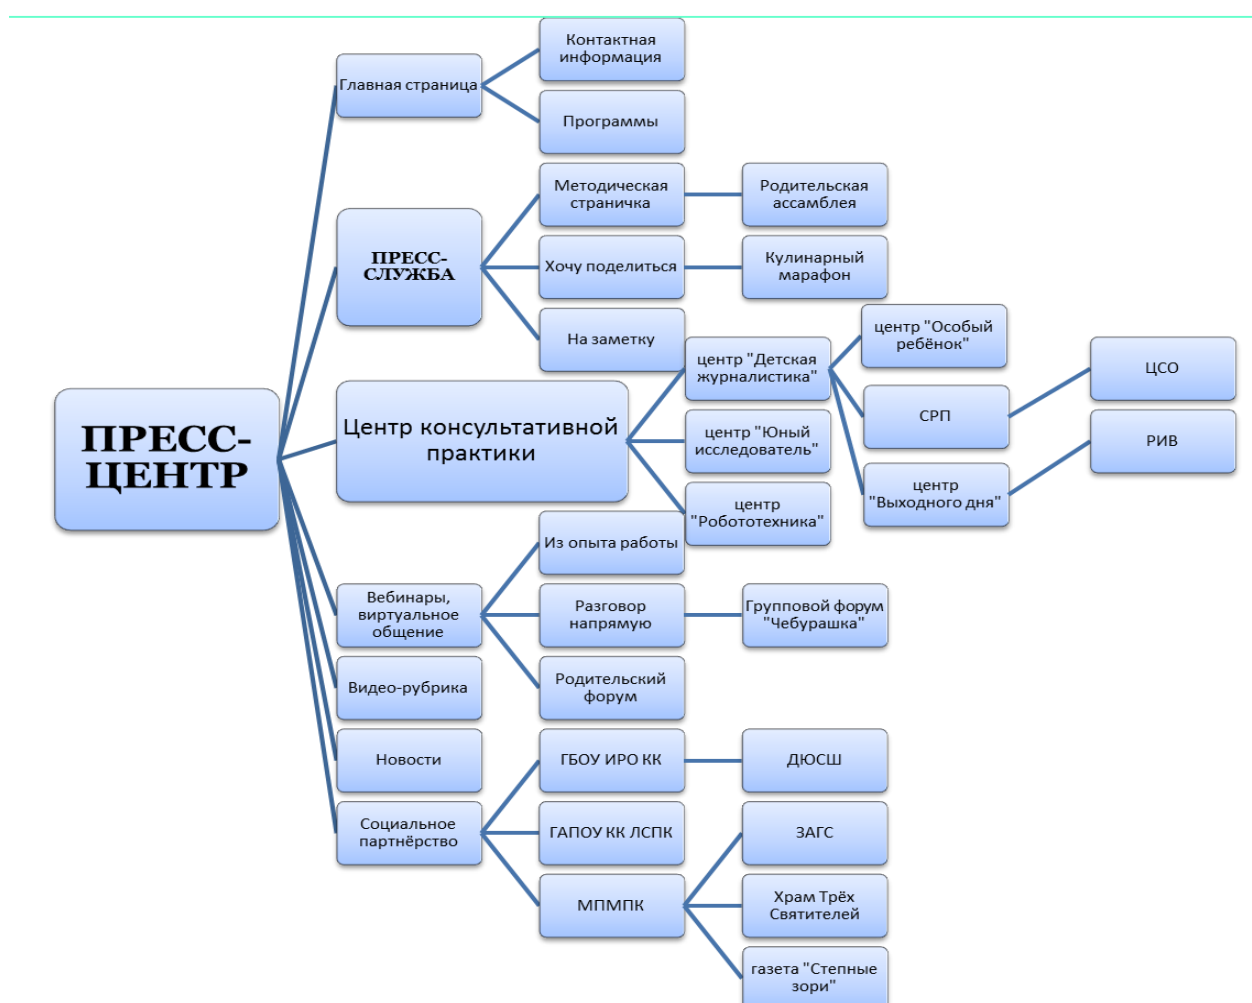 Контактная
информация
Главная страница
Программы
Методическая
страничка
Родительская
ассамблея
ПРЕСС-
СЛУЖБА
Хочу поделиться
Кулинарный
марафон
На заметку
центр "Особый
ребёнок"
центр "Детская
журналистика"
ЦСО
СРП
ПРЕСС-
ЦЕНТР
Центр консультативной
практики
центр "Юный
исследователь"
РИВ
центр
"Выходного дня"
центр
"Робототехника"
Из опыта работы
Вебинары,
виртуальное
общение
Разговор
напрямую
Групповой форум
"Чебурашка"
Родительский
форум
Видео-рубрика
Новости
ГБОУ ИРО КК
ДЮСШ
Социальное
партнёрство
ГАПОУ КК ЛСПК
ЗАГС
МПМПК
Храм Трёх
Святителей
газета "Степные
зори"